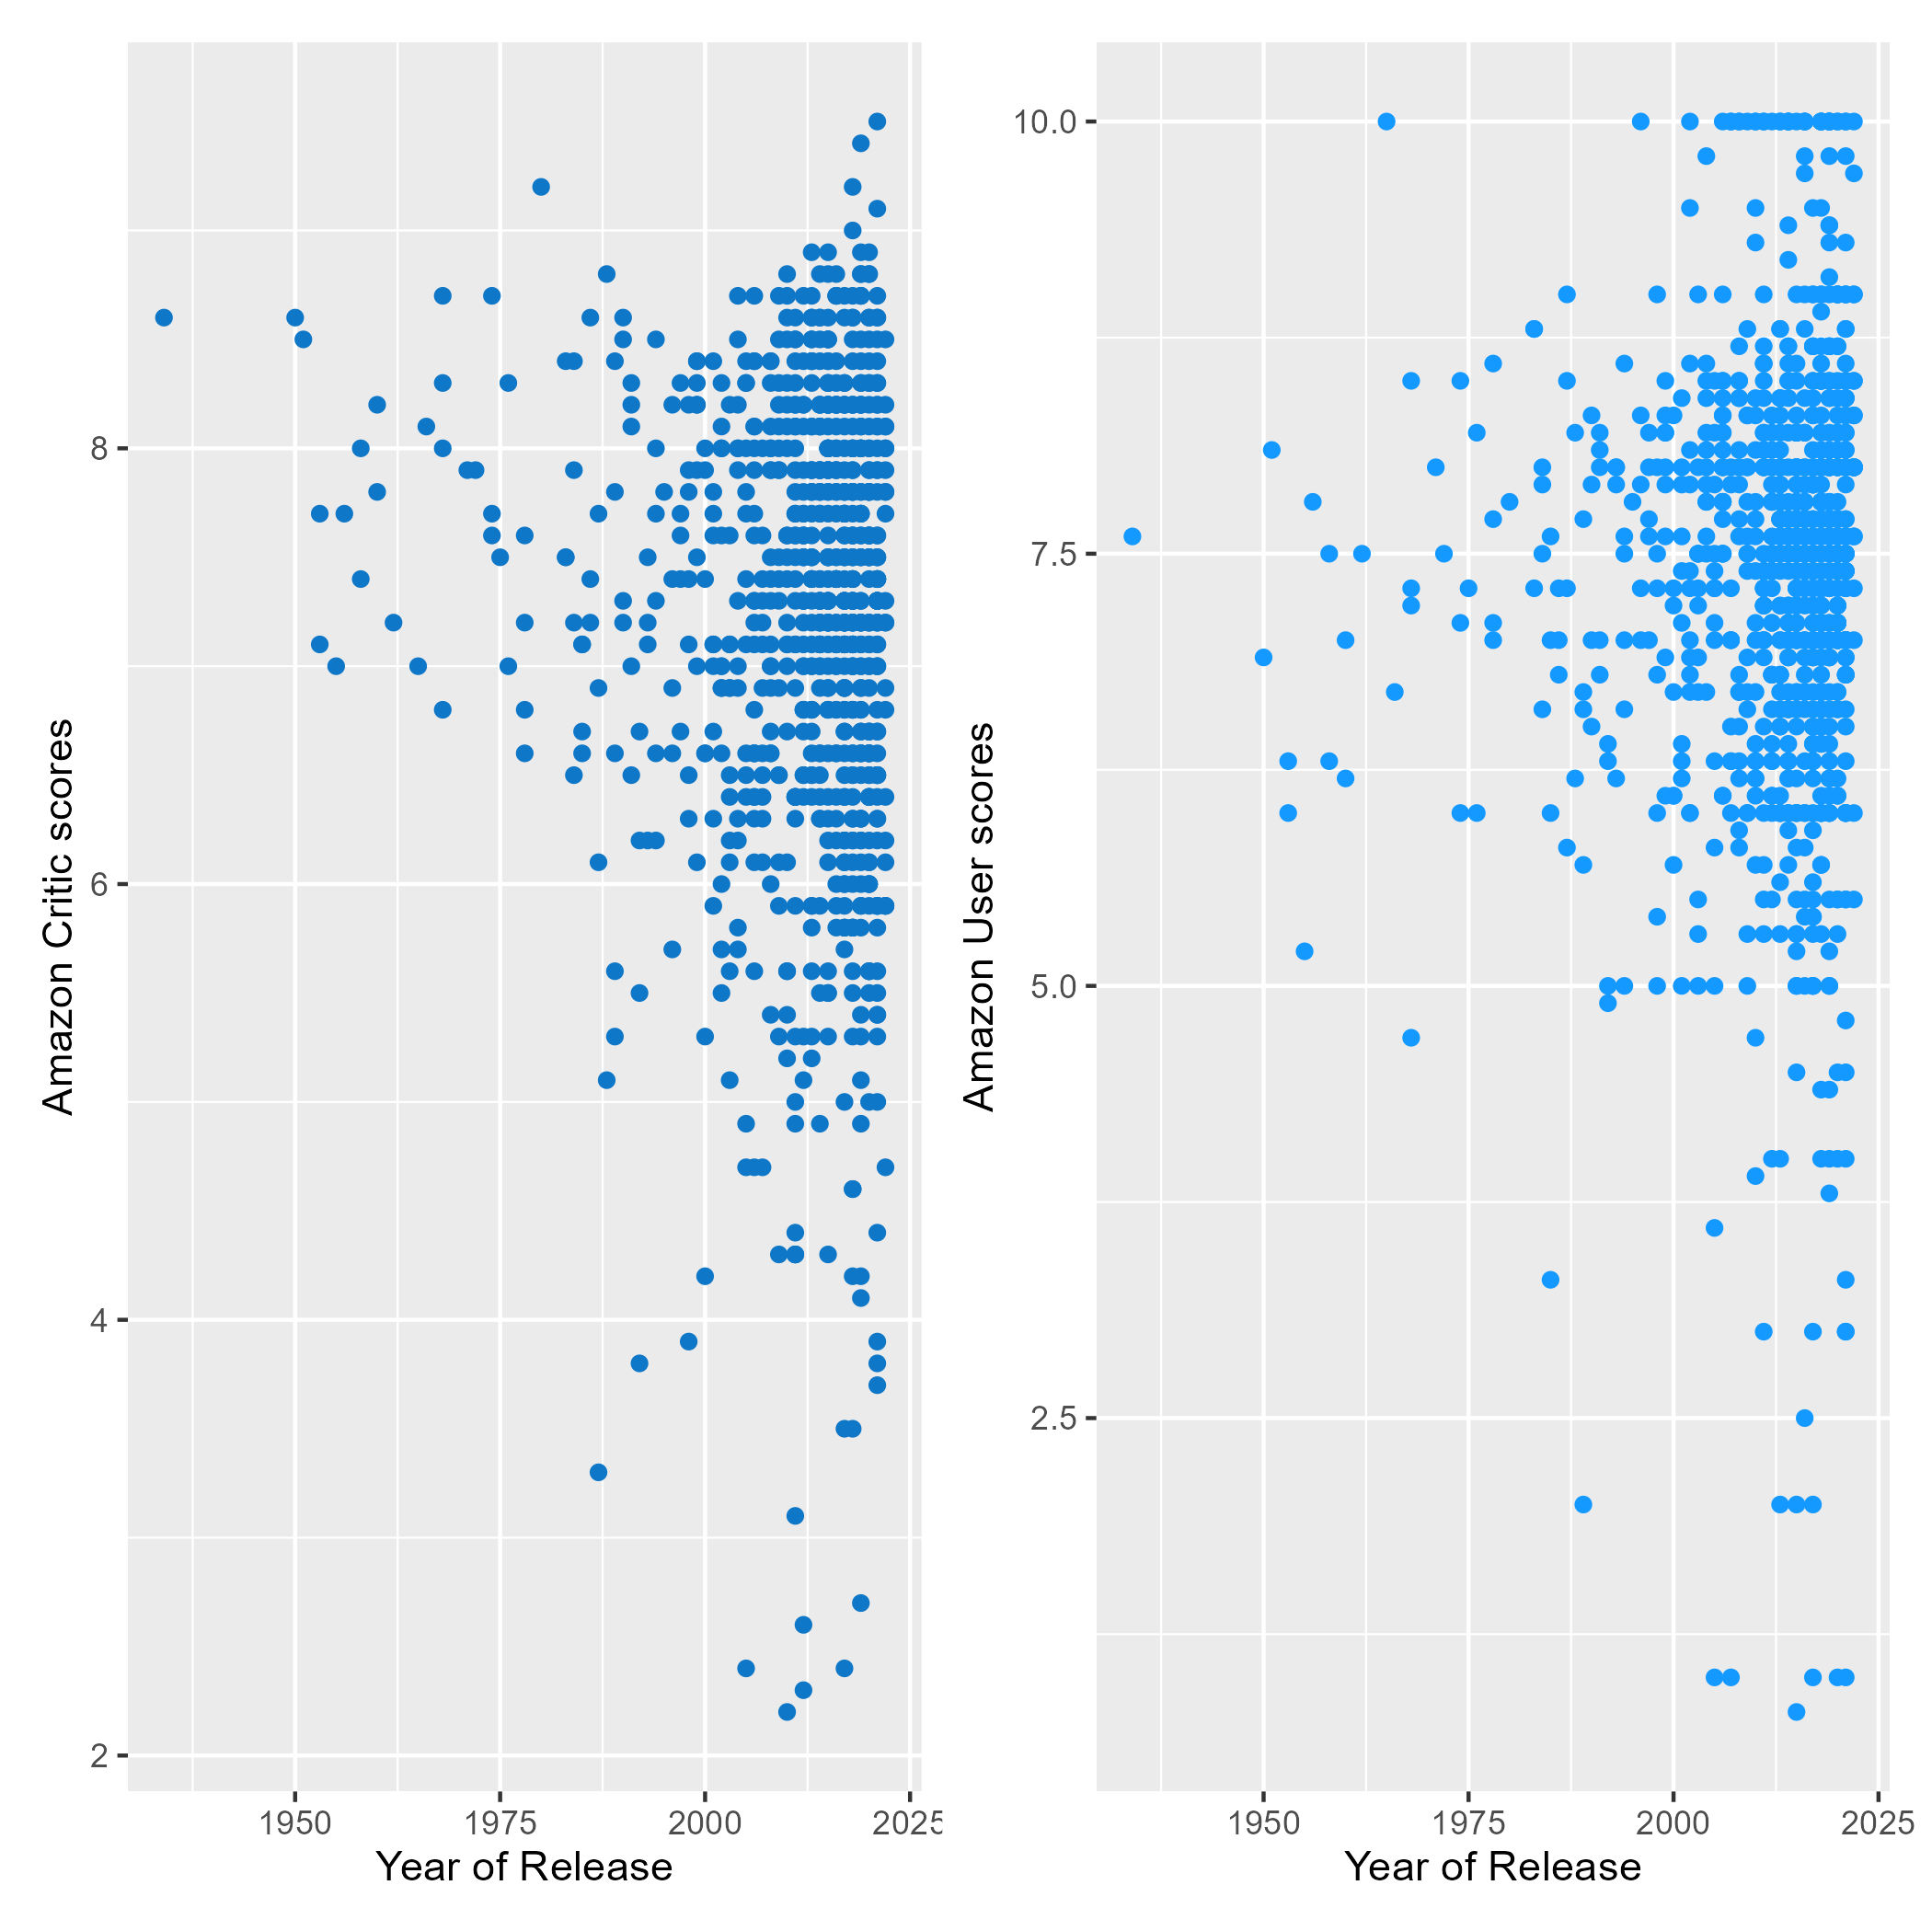 Amazon Critic scores
8
6
4
2
1950 1975 2000 2025
Year of Release
Amazon User scores
10.0
7.5
5.0
2.5
1950 1975 2000 2025
Year of Release